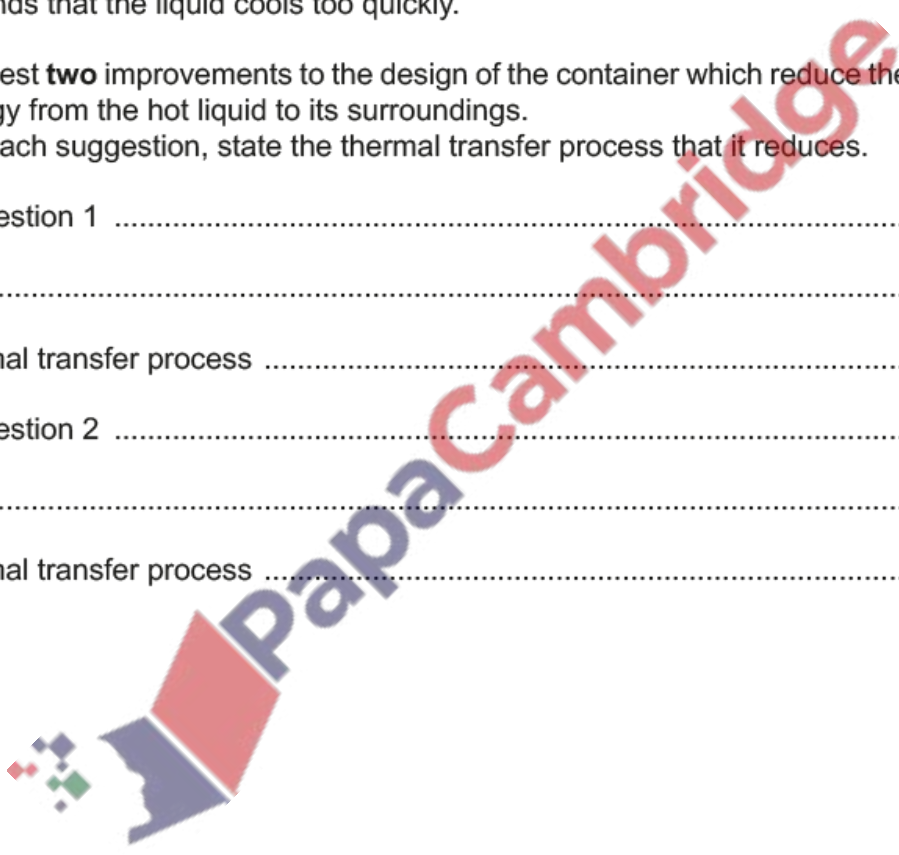 nds that the liquid cools too quickly.
est two improvements to the design of the container which reduce the
gy from the hot liquid to its surroundings.
ach suggestion, state the thermal transfer process that it reduces.
estion 1 ................................................................
................................................................
nal transfer process ................................................................
estion 2 ................................................................
................................................................
nal transfer process ................................................................
PapaCambridge